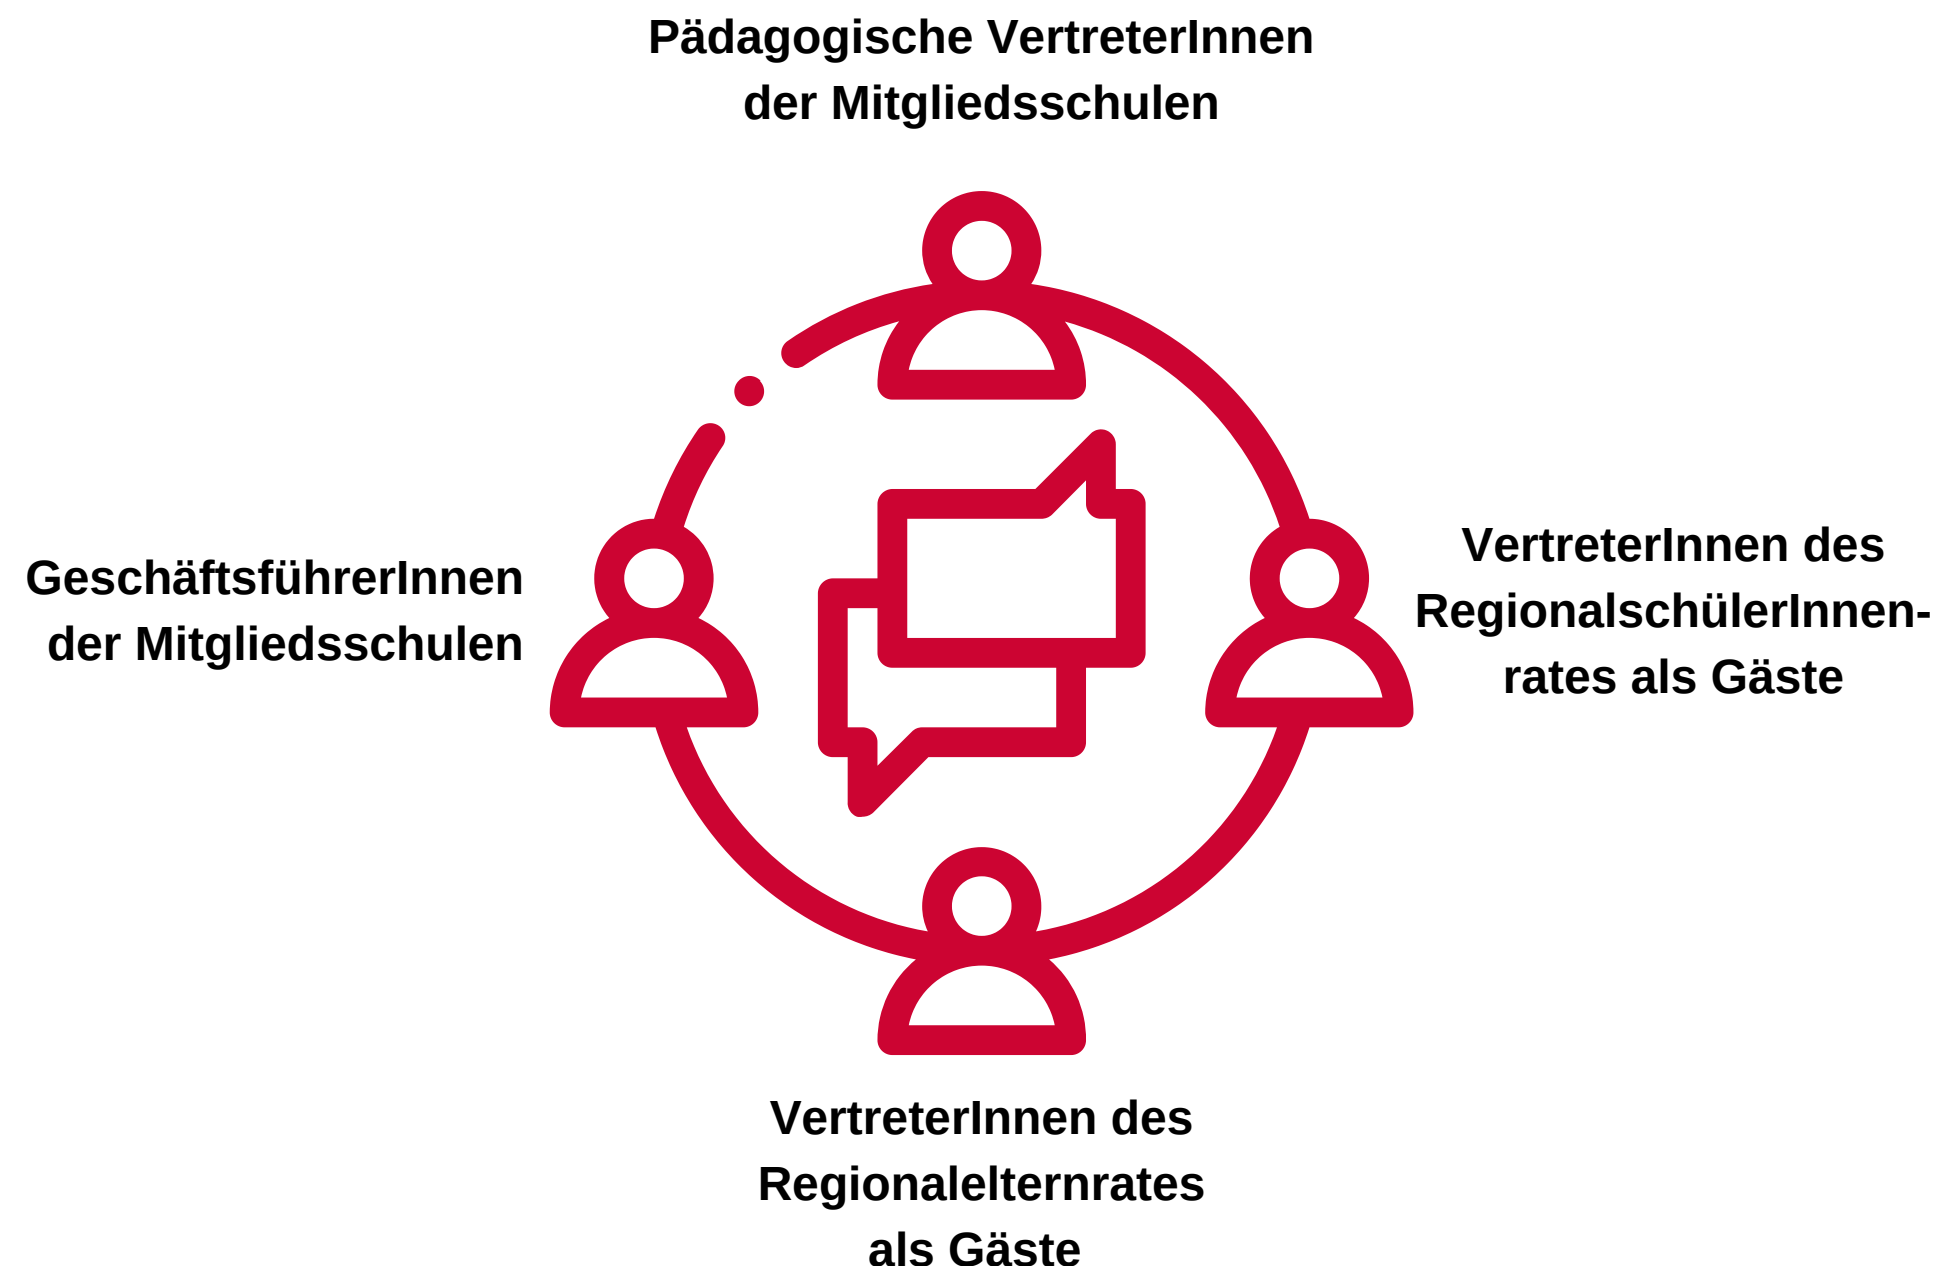 Pädagogische VertreterInnen
der Mitgliedsschulen
GeschäftsführerInnen
der Mitgliedsschulen
VertreterInnen des
RegionalschülerInnen-
rates als Gäste
VertreterInnen des
Regionalelternrates
als Gäste